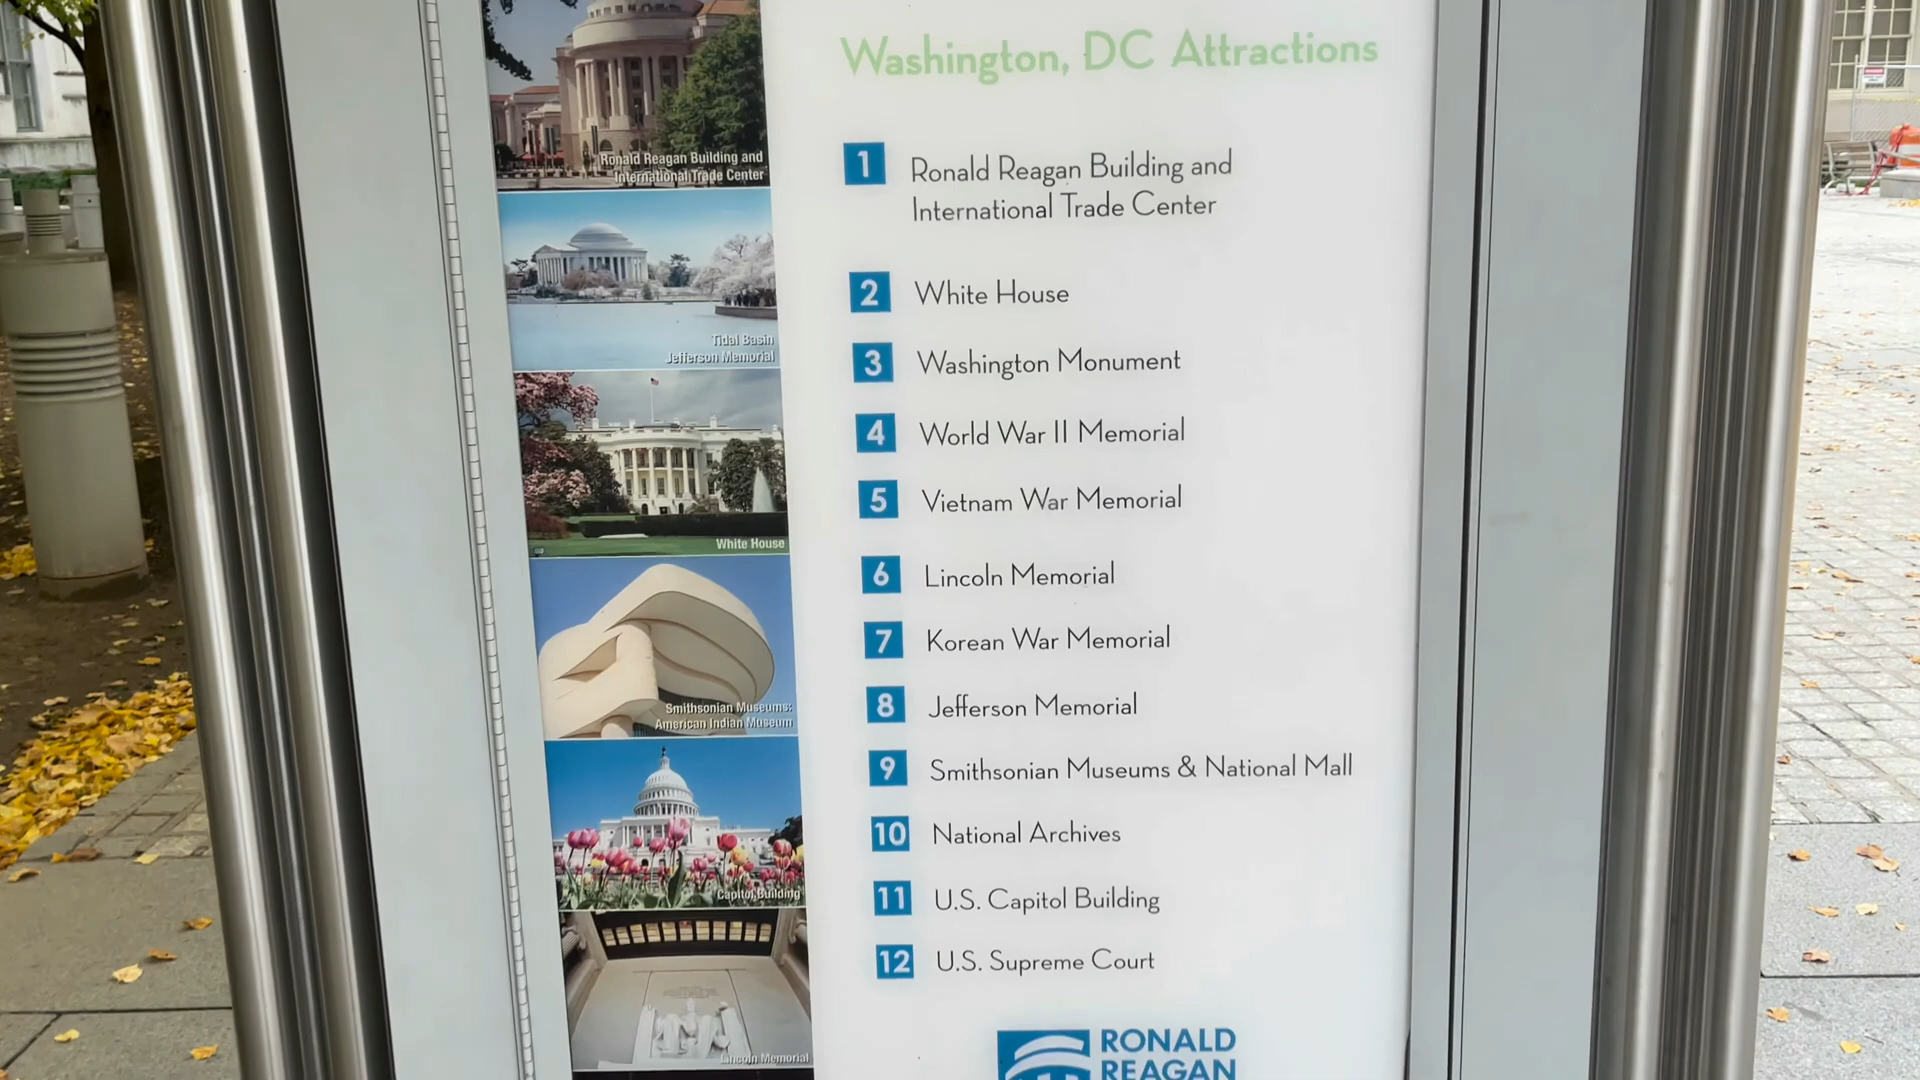 Ronald Reagan Building and
International Trade Center
Tidal Basin
Jefferson Memorial
White House
Smithsonian Museums:
American Indian Museum
Capitol Building
Lincoln Memorial
Washington, DC Attractions
1 Ronald Reagan Building and
International Trade Center
2 White House
3 Washington Monument
4 World War II Memorial
5 Vietnam War Memorial
6 Lincoln Memorial
7 Korean War Memorial
8 Jefferson Memorial
9 Smithsonian Museums & National Mall
10 National Archives
11 U.S. Capitol Building
12 U.S. Supreme Court
RONALD
REAGAN